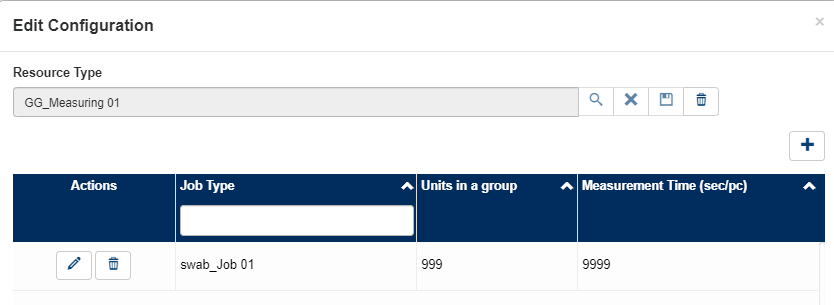 Edit Configuration
×
Resource Type
GG_Measuring 01
Actions Job Type Units in a group Measurement Time (sec/pc)
swab_Job 01 999 9999